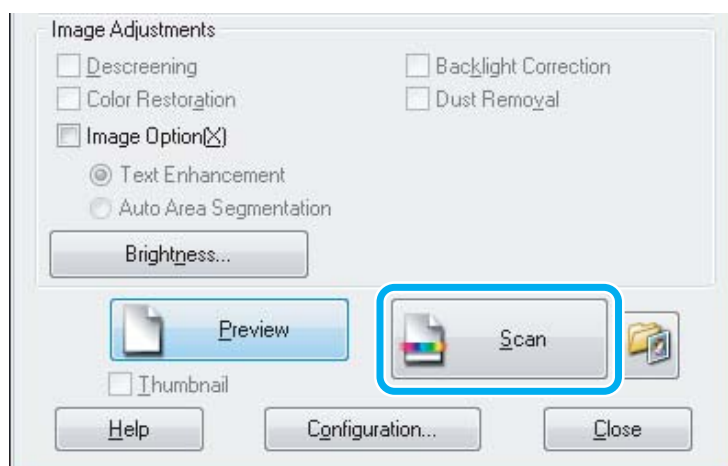 Image Adjustments
Descreening Backlight Correction
Color Restoration Dust Removal
Image Option(X)
Text Enhancement
Auto Area Segmentation
Brightness...
Preview Scan
Thumbnail
Help Configuration... Close